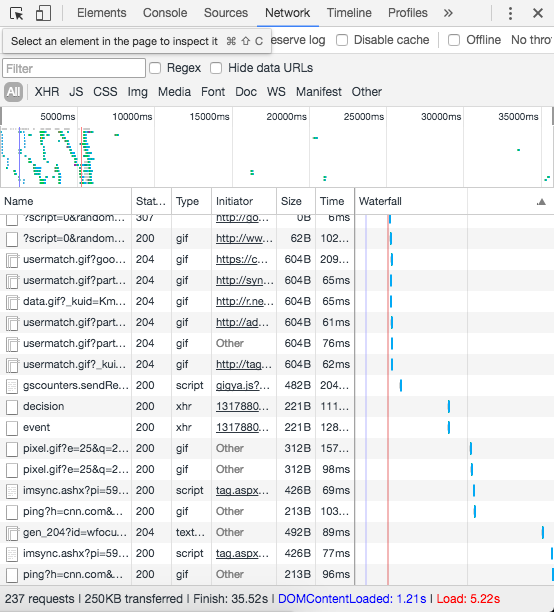 Elements Console Sources Network Timeline Profiles »
Select an element in the page to inspect it ⌘ ⇧ C eserve log Disable cache Offline No thro
Filter Regex Hide data URLs
All XHR JS CSS Img Media Font Doc WS Manifest Other
5000ms 10000ms 15000ms 20000ms 25000ms 30000ms 35000ms
Name Stat... Type Initiator Size Time Waterfall
?script=0&random... 307 gif http://go... 0B 6ms
?script=0&random... 200 gif http://ww... 62B 102...
usermatch.gif?goo... 204 gif https://c... 604B 209...
usermatch.gif?part... 204 gif http://syn... 604B 65ms
data.gif?_kuid=Km... 204 gif http://r.ne... 604B 65ms
usermatch.gif?part... 204 gif http://ad... 604B 61ms
usermatch.gif?part... 204 gif Other 604B 76ms
usermatch.gif?_kui... 204 gif http://tag... 604B 62ms
gscounters.sendRe... 200 script gigya.js?... 482B 204...
decision 200 xhr 1317880... 221B 111...
event 200 xhr 1317880... 221B 128...
pixel.gif?e=25&q=2... 200 gif Other 312B 157...
pixel.gif?e=25&q=2... 200 gif Other 312B 98ms
imsync.ashx?pi=59... 200 script tag.aspx... 426B 69ms
ping?h=cnn.com&... 200 gif Other 213B 103...
gen_204?id=wfocu... 204 text... Other 492B 89ms
imsync.ashx?pi=59... 200 script tag.aspx... 426B 77ms
ping?h=cnn.com&... 200 gif Other 213B 96ms
237 requests | 250KB transferred | Finish: 35.52s | DOMContentLoaded: 1.21s | Load: 5.22s